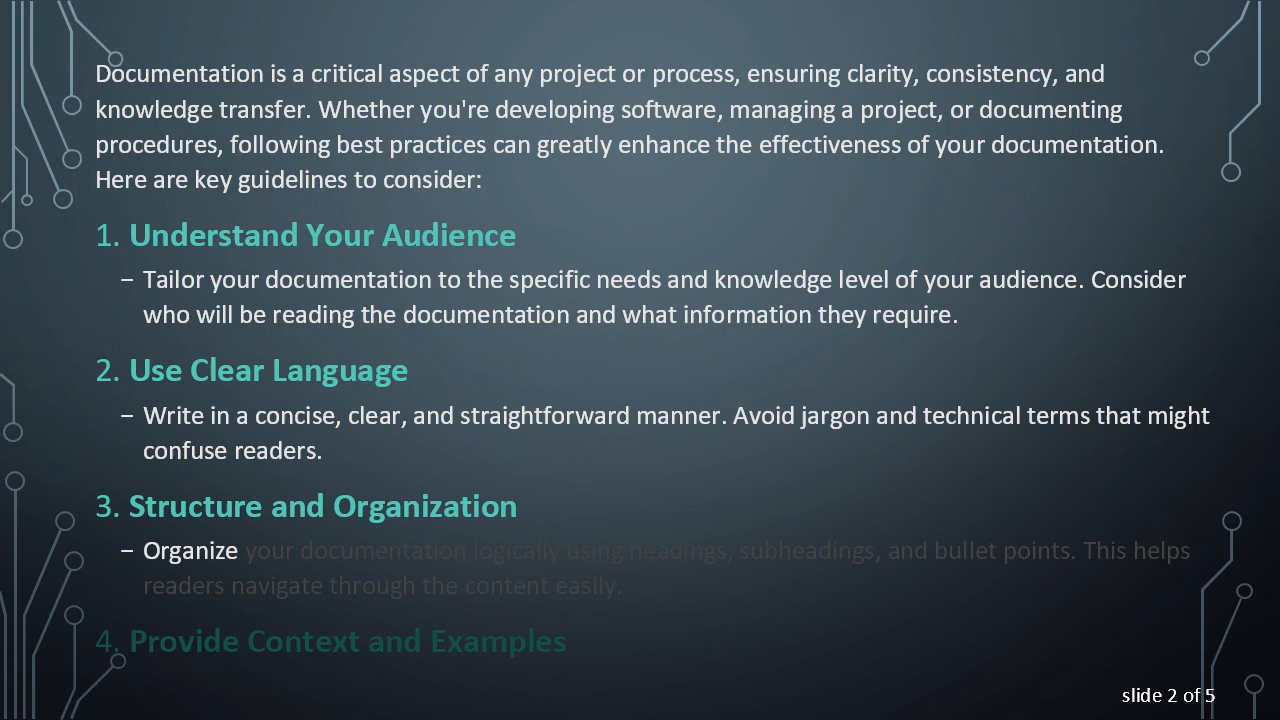 Documentation is a critical aspect of any project or process, ensuring clarity, consistency, and
knowledge transfer. Whether you're developing software, managing a project, or documenting
procedures, following best practices can greatly enhance the effectiveness of your documentation.
Here are key guidelines to consider:
1. Understand Your Audience
– Tailor your documentation to the specific needs and knowledge level of your audience. Consider
who will be reading the documentation and what information they require.
2. Use Clear Language
– Write in a concise, clear, and straightforward manner. Avoid jargon and technical terms that might
confuse readers.
3. Structure and Organization
– Organize your documentation logically using headings, subheadings, and bullet points. This helps
readers navigate through the content easily.
4. Provide Context and Examples
slide 2 of 5